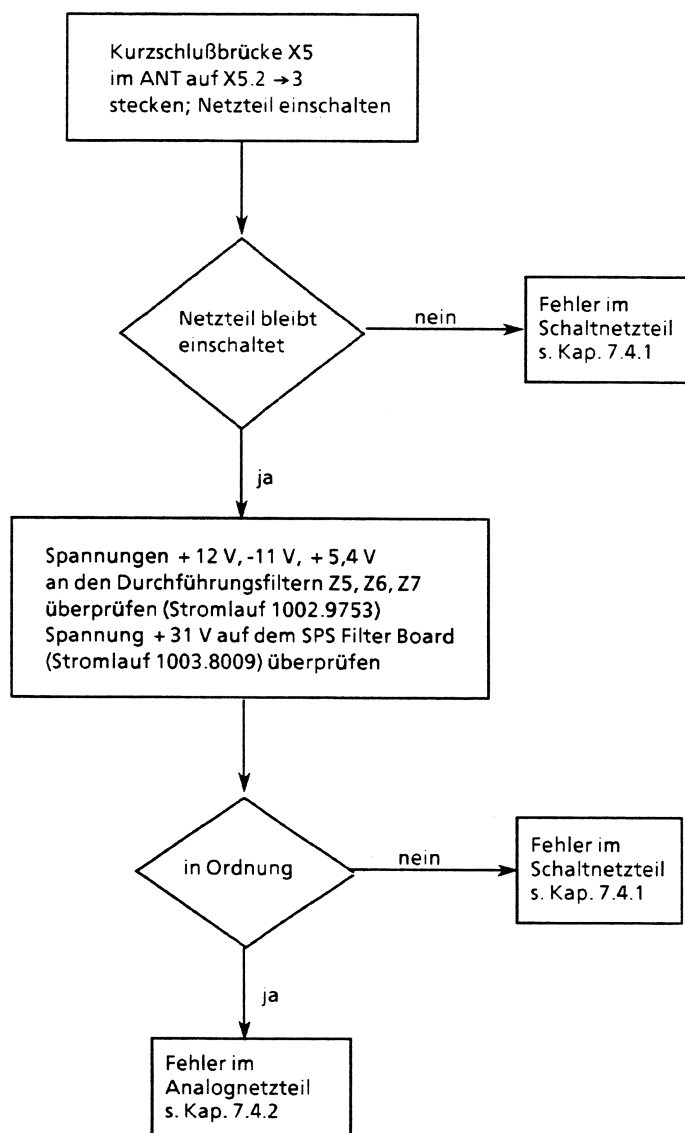 Kurzschlußbrücke X5
im ANT auf X5.2 → 3
stecken; Netzteil einschalten
Netzteil bleibt
einschaltet
nein
Fehler im
Schaltnetzteil
s. Kap. 7.4.1
ja
Spannungen + 12 V, -11 V, + 5,4 V
an den Durchführungsfiltern Z5, Z6, Z7
überprüfen (Stromlauf 1002.9753)
Spannung + 31 V auf dem SPS Filter Board
(Stromlauf 1003.8009) überprüfen
in Ordnung
nein
Fehler im
Schaltnetzteil
s. Kap. 7.4.1
ja
Fehler im
Analognetzteil
s. Kap. 7.4.2